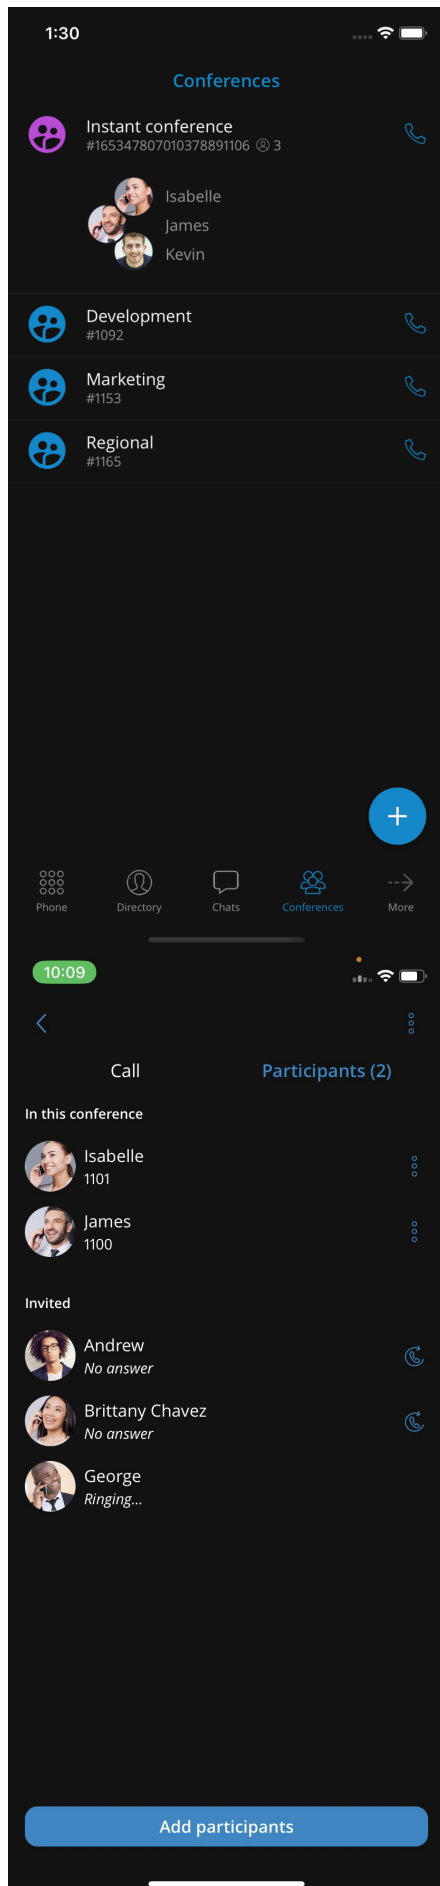 1:30
Conferences
Instant conference
#165347807010378891106 3
Isabelle
James
Kevin
Development
#1092
Marketing
#1153
Regional
#1165
Phone Directory Chats Conferences More
10:09
Call Participants (2)
In this conference
Isabelle
1101
James
1100
Invited
Andrew
No answer
Brittany Chavez
No answer
George
Ringing...
Add participants